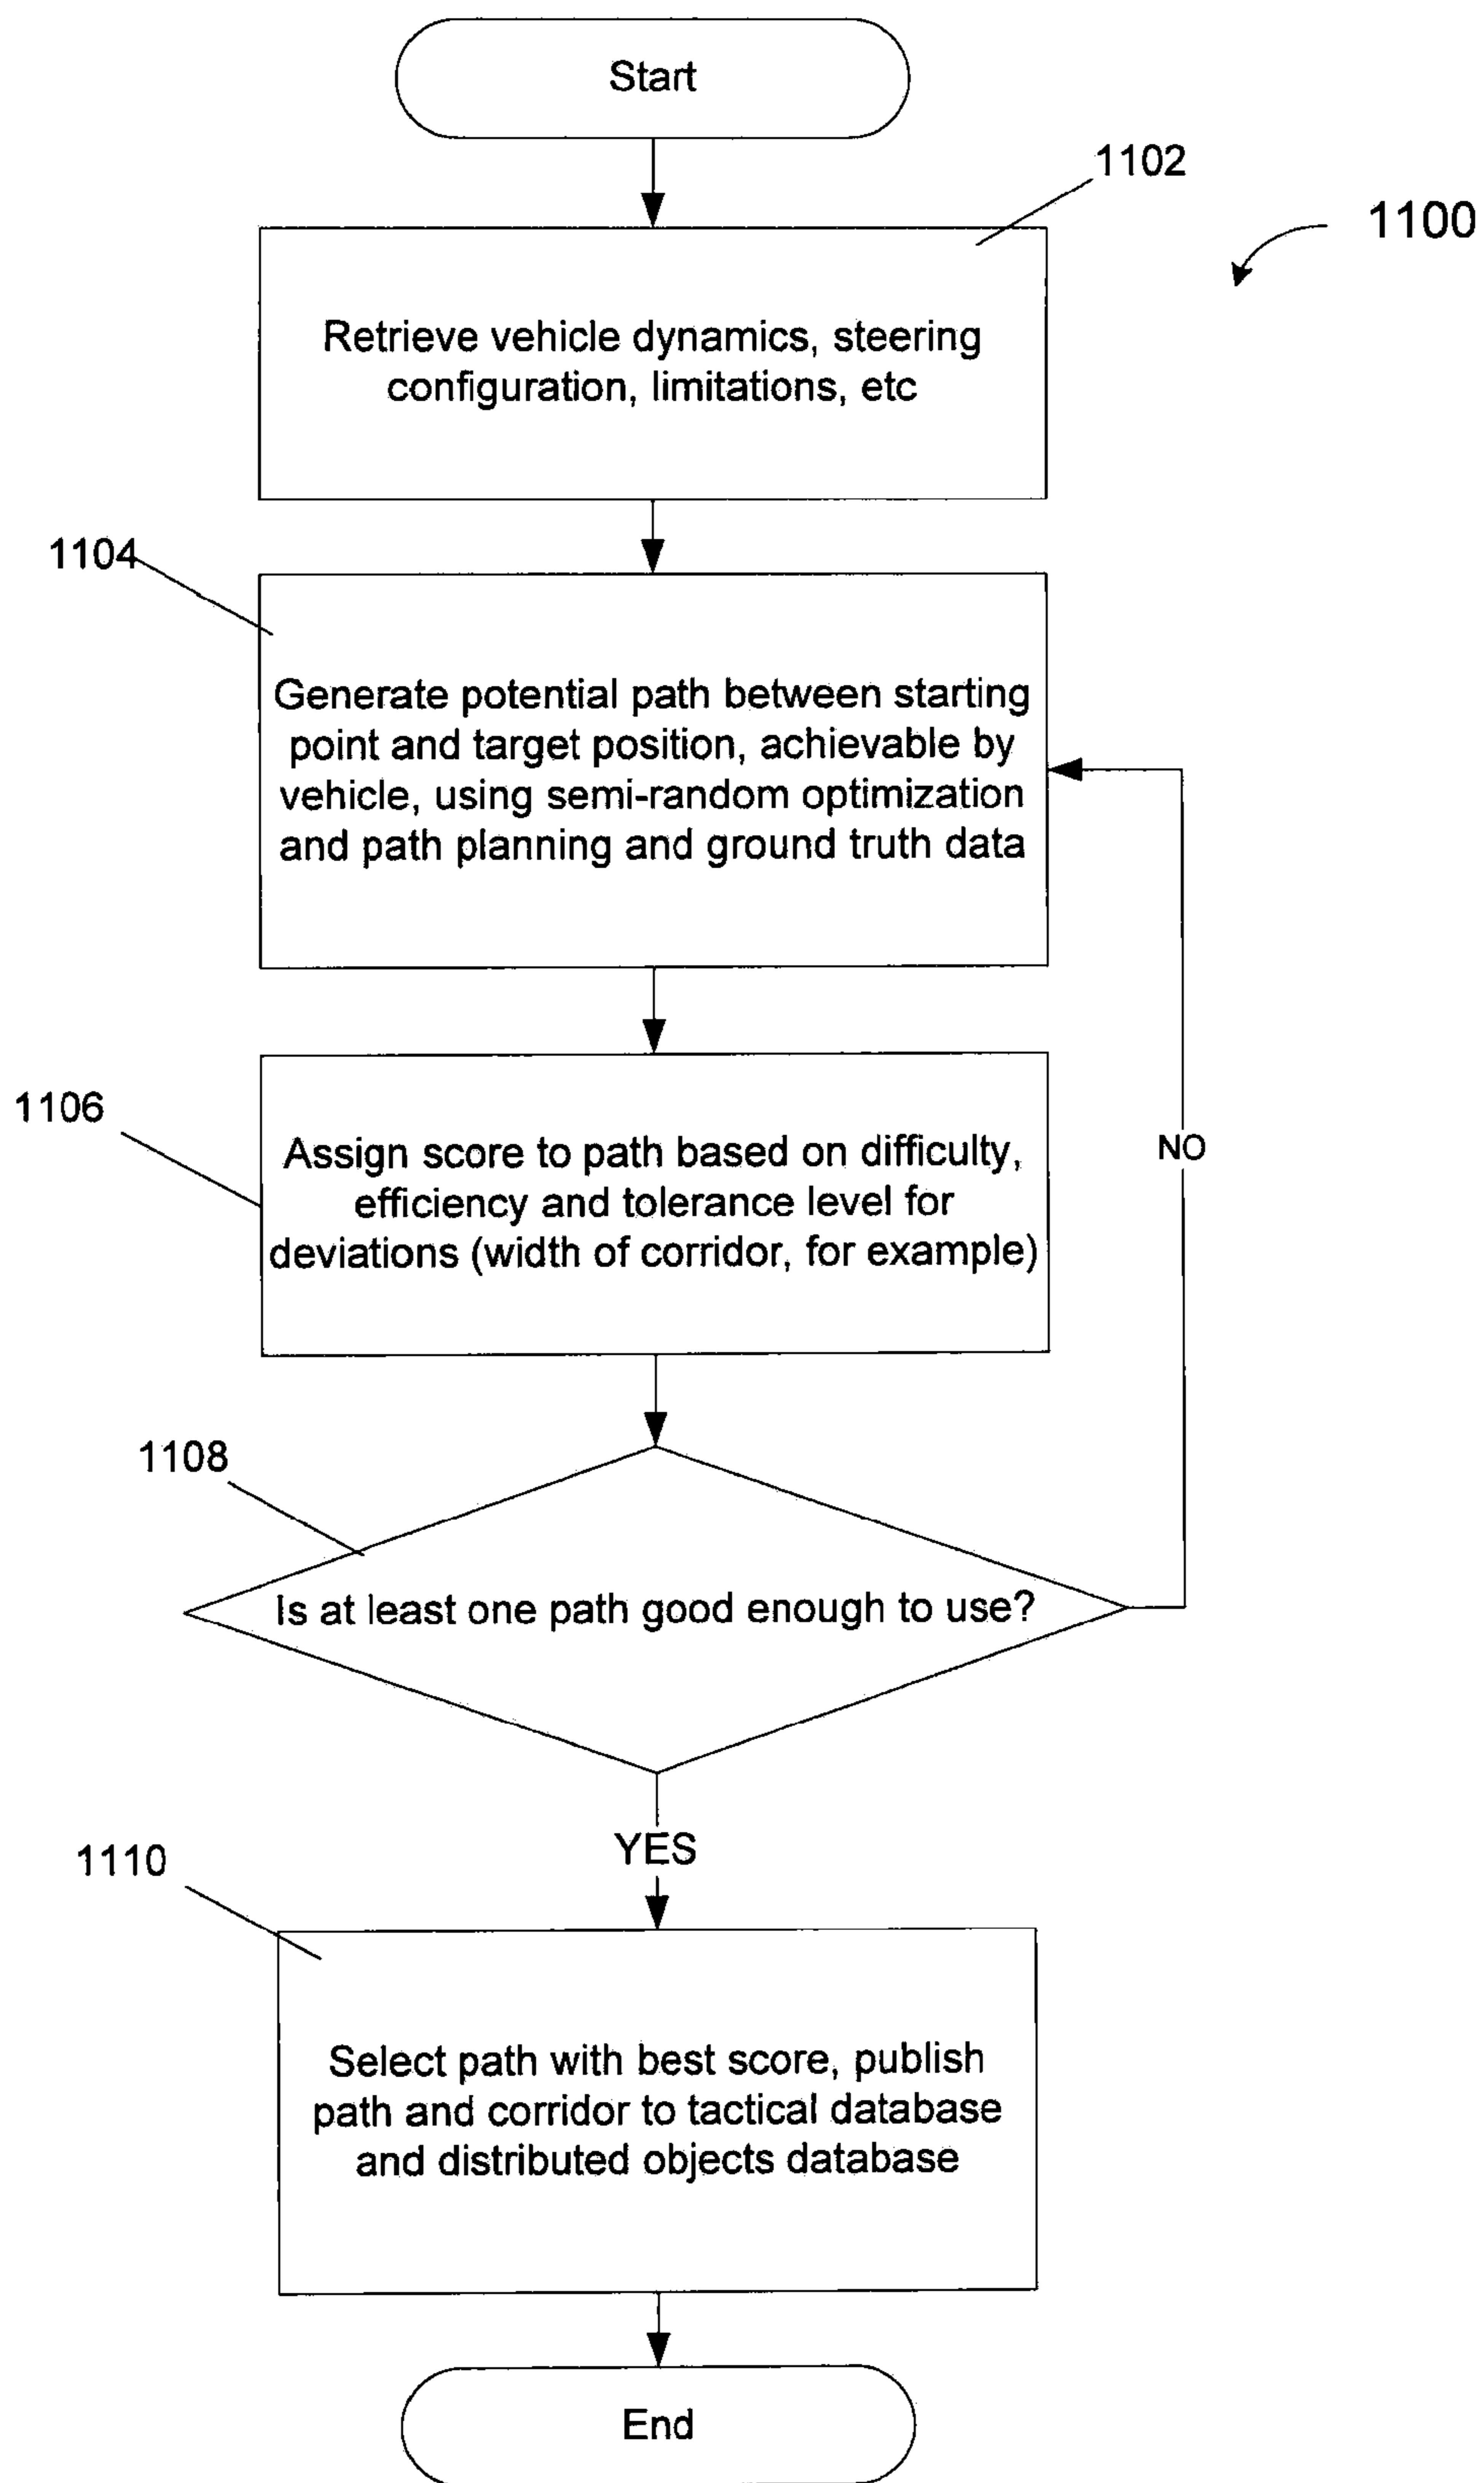 Start
1102
1100
Retrieve vehicle dynamics, steering
configuration, limitations, etc
1104
Generate potential path between starting
point and target position, achievable by
vehicle, using semi-random optimization
and path planning and ground truth data
1106
Assign score to path based on difficulty,
efficiency and tolerance level for
deviations (width of corridor, for example)
NO
1108
Is at least one path good enough to use?
YES
1110
Select path with best score, publish
path and corridor to tactical database
and distributed objects database
End